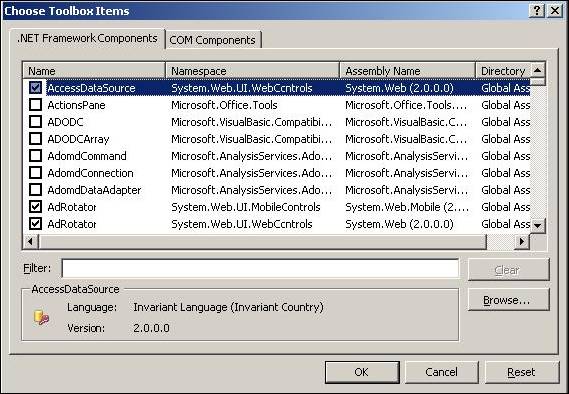 Choose Toolbox Items
.NET Framework Components COM Components
Name Namespace Assembly Name Directory
AccessDataSource System.Web.UI.WebControls System.Web (2.0.0.0) Global Ass
ActionsPane Microsoft.Office.Tools Microsoft.Office.Tools.... Global Ass
ADODC Microsoft.VisualBasic.Compatibi... Microsoft.VisualBasic.C... Global Ass
ADODCArray Microsoft.VisualBasic.Compatibi... Microsoft.VisualBasic.C... Global Ass
AdomdCommand Microsoft.AnalysisServices.Ado... Microsoft.AnalysisServi... Global Ass
AdomdConnection Microsoft.AnalysisServices.Ado... Microsoft.AnalysisServi... Global Ass
AdomdDataAdapter Microsoft.AnalysisServices.Ado... Microsoft.AnalysisServi... Global Ass
AdRotator System.Web.UI.MobileControls System.Web.Mobile (2.... Global Ass
AdRotator System.Web.UI.WebControls System.Web (2.0.0.0) Global Ass
Filter: Clear
AccessDataSource
Language: Invariant Language (Invariant Country)
Browse...
Version: 2.0.0.0
OK Cancel Reset